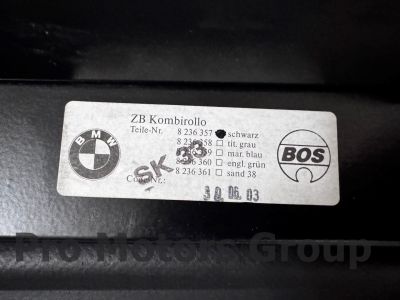 ZB Kombirollo
Teile-Nr. 8 236 357 schwarz
8 236 358 tit. grau
mar. blau
8 236 360 engl. grün
8 236 361 sand 38
SK 33
30.06.03
BMW
BOS
Pro Motors Group